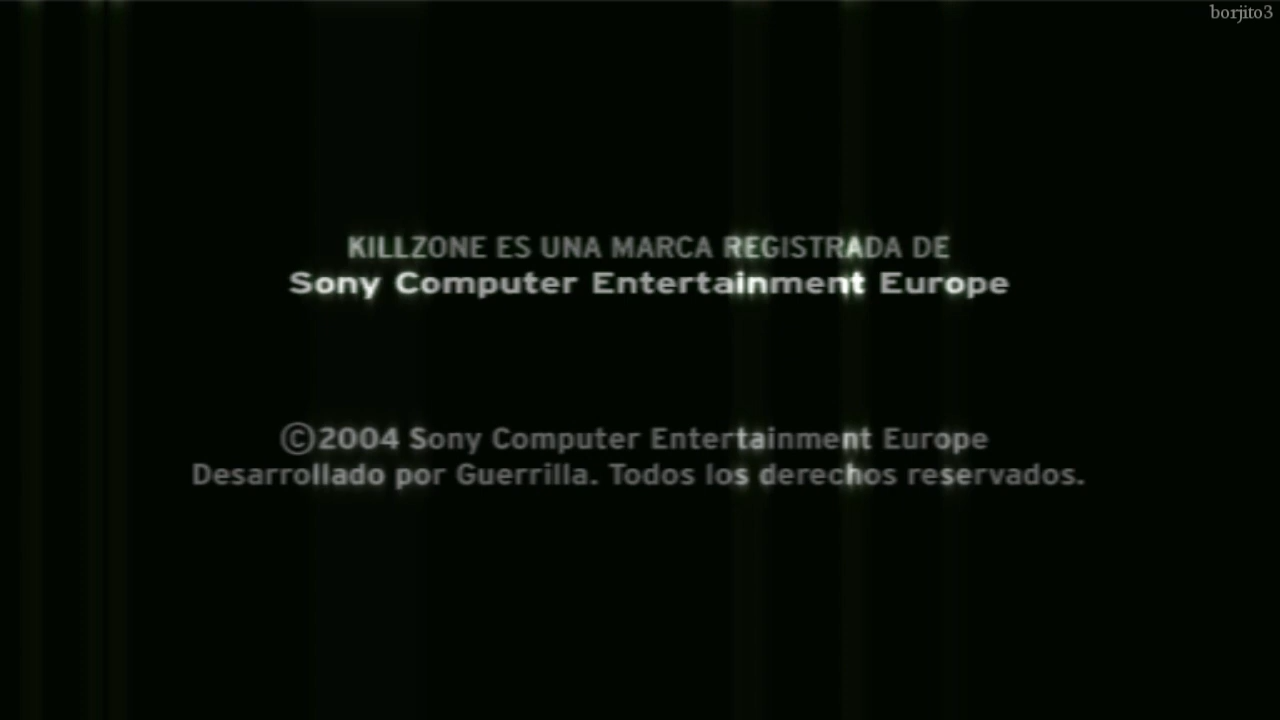 borjito3
KILLZONE ES UNA MARCA REGISTRADA DE
Sony Computer Entertainment Europe
©2004 Sony Computer Entertainment Europe
Desarrollado por Guerrilla. Todos los derechos reservados.